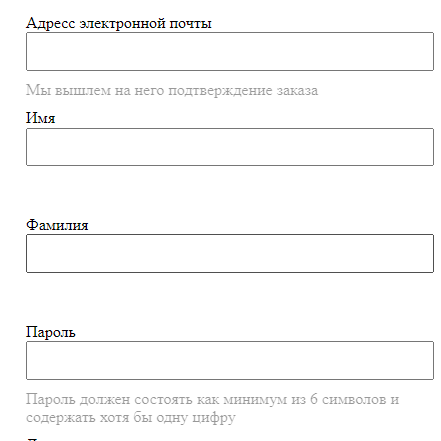 Адресс электронной почты
Мы вышлем на него подтверждение заказа
Имя
Фамилия
Пароль
Пароль должен состоять как минимум из 6 символов и
содержать хотя бы одну цифру